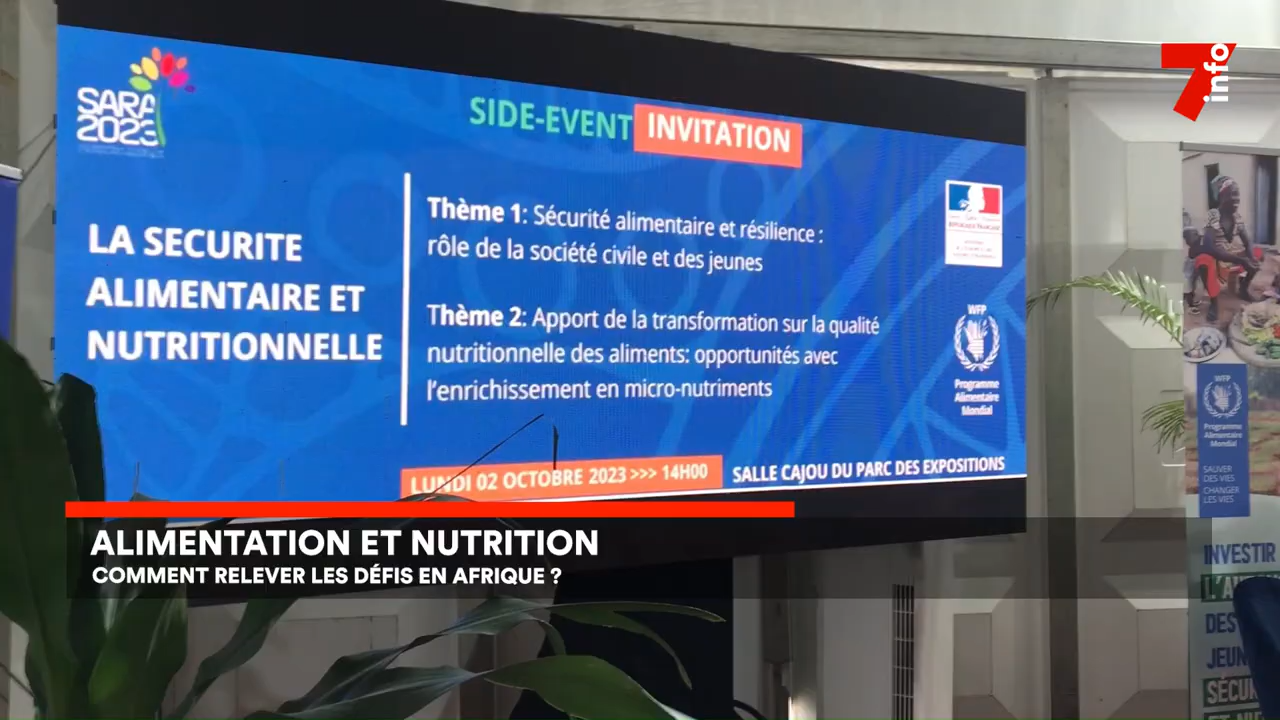 7info
SARA
2023
SIDE-EVENT INVITATION
LA SECURITE
ALIMENTAIRE ET
NUTRITIONNELLE
Thème 1: Sécurité alimentaire et résilience :
rôle de la société civile et des jeunes
Thème 2: Apport de la transformation sur la qualité
nutritionnelle des aliments: opportunités avec
l'enrichissement en micro-nutriments
WFP
Programme
Alimentaire
Mondial
LUNDI 02 OCTOBRE 2023 >>> 14H00
SALLE CAJOU DU PARC DES EXPOSITIONS
WFP
Programme
Alimentaire
Mondial
SAUVER
DES VIES
CHANGER
LES VIES
INVESTIR
DES
ALIMENTATION ET NUTRITION
COMMENT RELEVER LES DÉFIS EN AFRIQUE ?